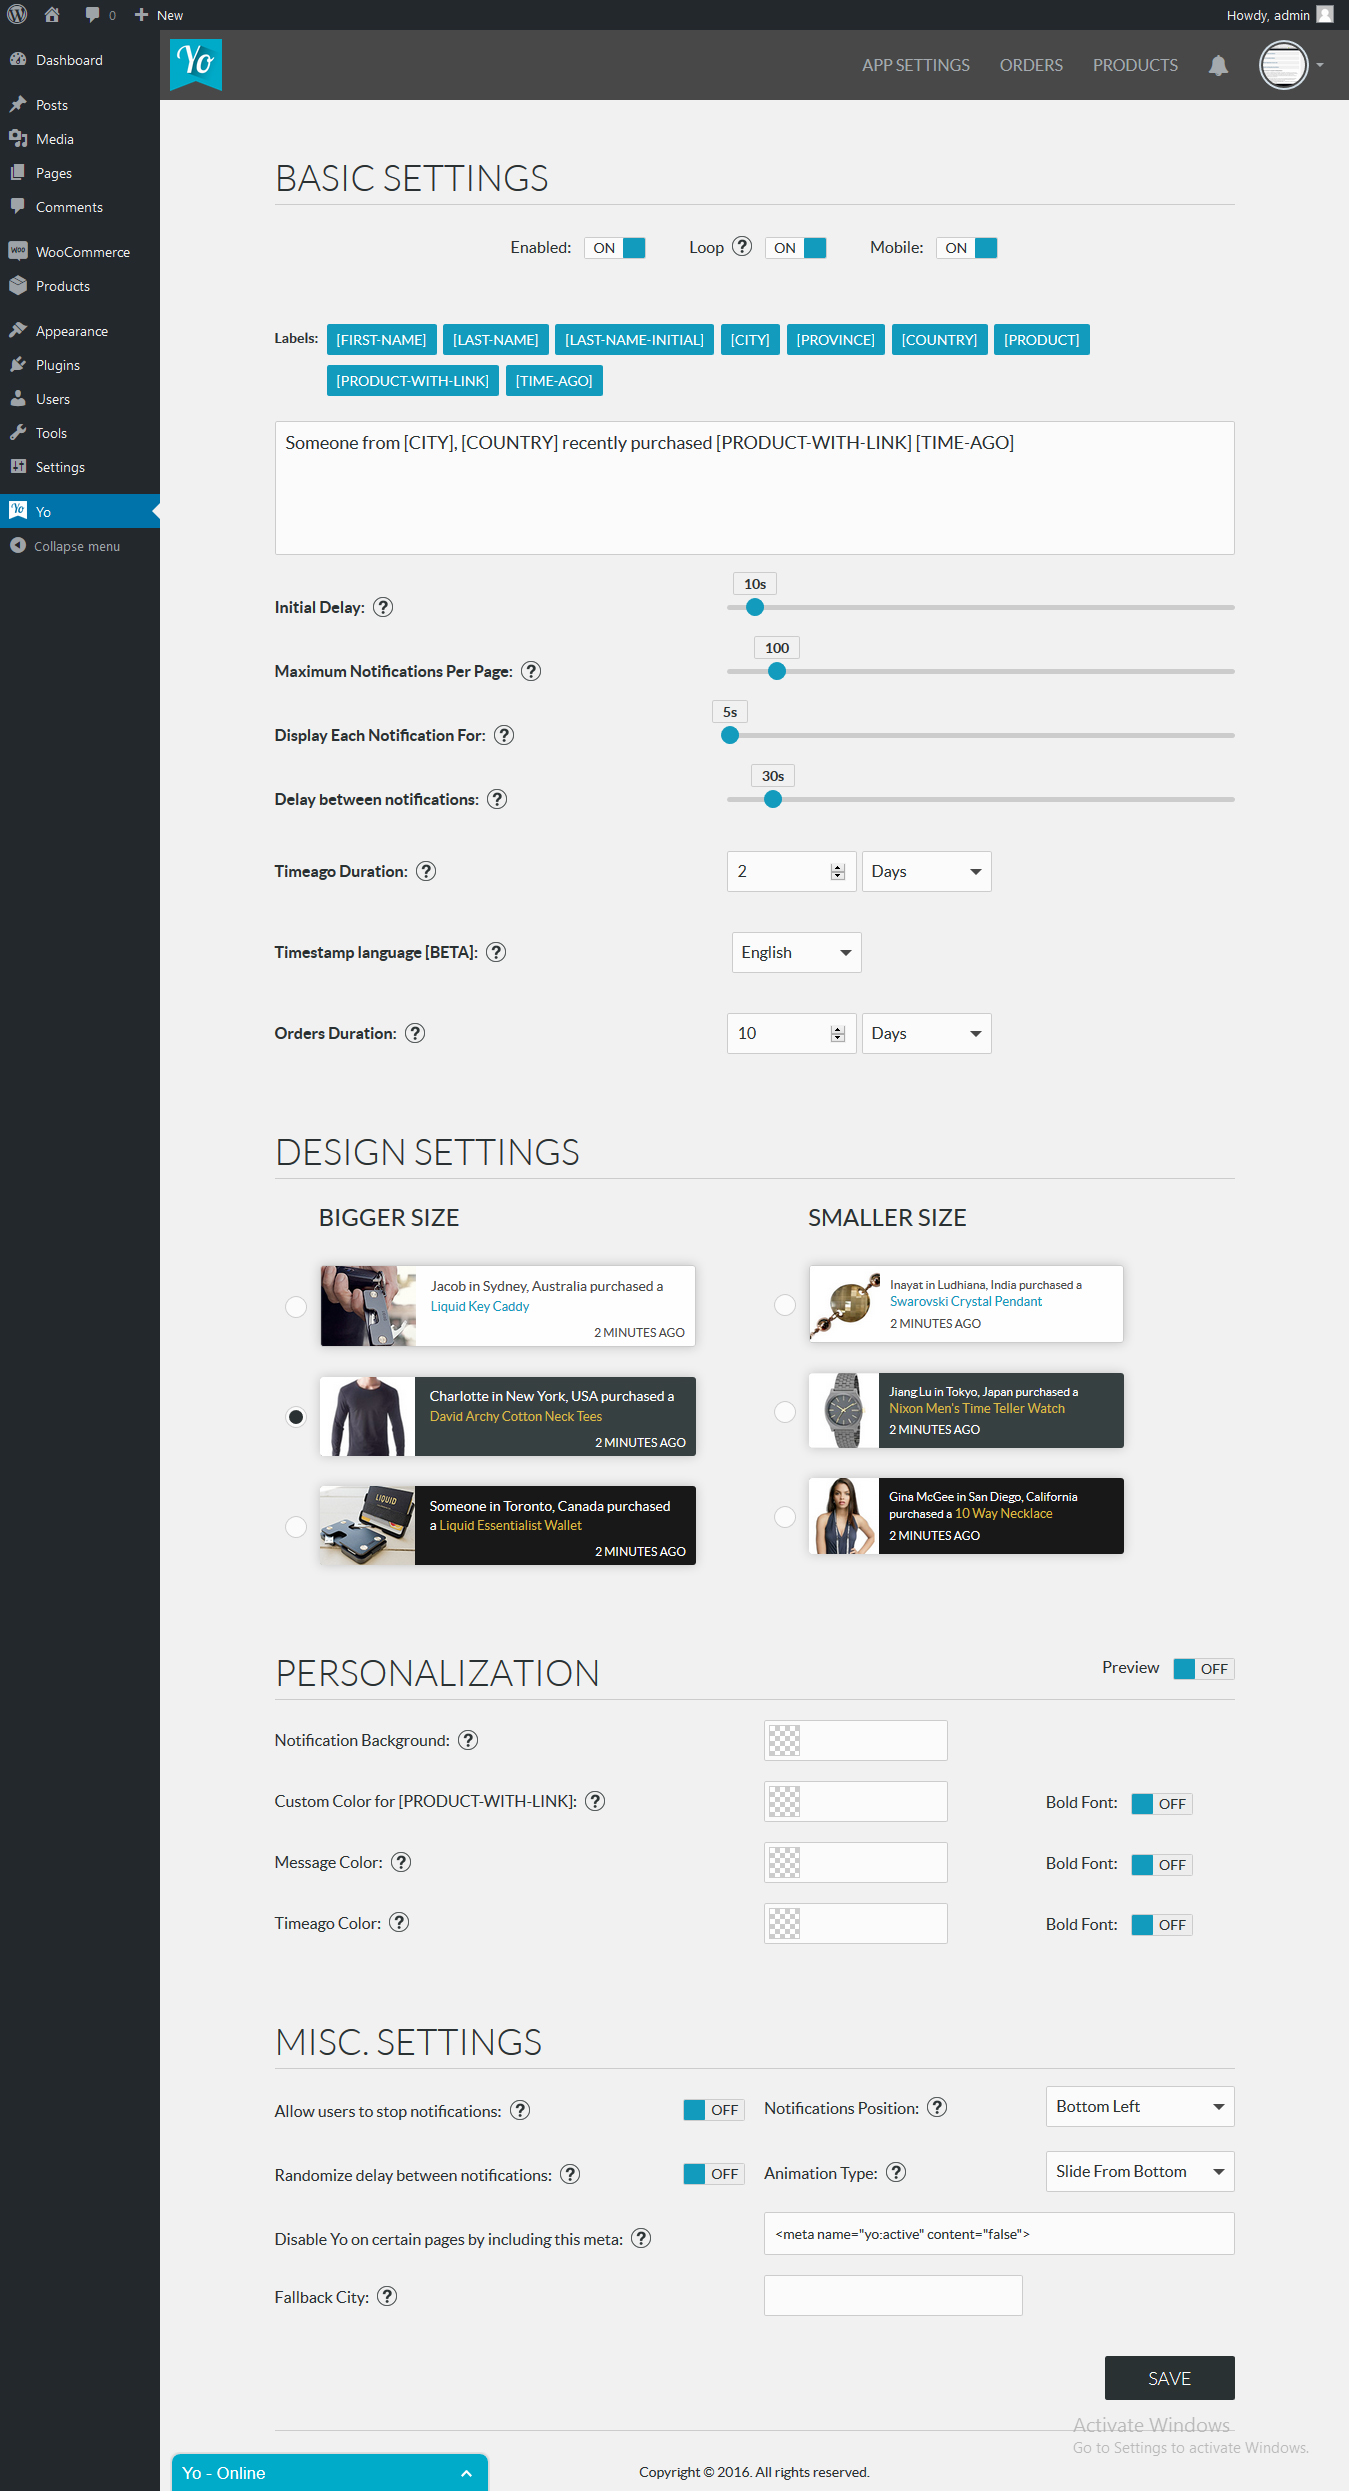 0 New
Howdy, admin
Dashboard
Posts
Media
Pages
Comments
WooCommerce
Products
Appearance
Plugins
Users
Tools
Settings
Yo
Collapse menu
Yo
APP SETTINGS ORDERS PRODUCTS
BASIC SETTINGS
Enabled: ON Loop ? ON Mobile: ON
Labels: [FIRST-NAME] [LAST-NAME] [LAST-NAME-INITIAL] [CITY] [PROVINCE] [COUNTRY] [PRODUCT]
[PRODUCT-WITH-LINK] [TIME-AGO]
Someone from [CITY], [COUNTRY] recently purchased [PRODUCT-WITH-LINK] [TIME-AGO]
10s
Initial Delay: ?
100
Maximum Notifications Per Page: ?
5s
Display Each Notification For: ?
30s
Delay between notifications: ?
Timeago Duration: ? 2 Days
Timestamp language [BETA]: ? English
Orders Duration: ? 10 Days
DESIGN SETTINGS
BIGGER SIZE
Jacob in Sydney, Australia purchased a
Liquid Key Caddy
2 MINUTES AGO
Charlotte in New York, USA purchased a
David Archy Cotton Neck Tees
2 MINUTES AGO
LIQUID
Someone in Toronto, Canada purchased
a Liquid Essentialist Wallet
2 MINUTES AGO
SMALLER SIZE
Inayat in Ludhiana, India purchased a
Swarovski Crystal Pendant
2 MINUTES AGO
Jiang Lu in Tokyo, Japan purchased a
Nixon Men's Time Teller Watch
2 MINUTES AGO
Gina McGee in San Diego, California
purchased a 10 Way Necklace
2 MINUTES AGO
PERSONALIZATION
Preview OFF
Notification Background: ?
Custom Color for [PRODUCT-WITH-LINK]: ? Bold Font: OFF
Message Color: ? Bold Font: OFF
Timeago Color: ? Bold Font: OFF
MISC. SETTINGS
Allow users to stop notifications: ? OFF Notifications Position: ? Bottom Left
Randomize delay between notifications: ? OFF Animation Type: ? Slide From Bottom
Disable Yo on certain pages by including this meta: ? <meta name="yo:active" content="false">
Fallback City: ?
SAVE
Activate Windows
Go to Settings to activate Windows.
Yo - Online
Copyright © 2016. All rights reserved.